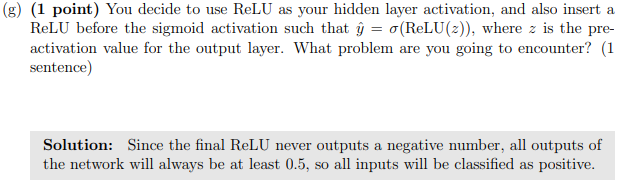 (g) (1 point) You decide to use ReLU as your hidden layer activation, and also insert a
ReLU before the sigmoid activation such that ŷ = σ(ReLU(z)), where z is the pre-
activation value for the output layer. What problem are you going to encounter? (1
sentence)
Solution: Since the final ReLU never outputs a negative number, all outputs of
the network will always be at least 0.5, so all inputs will be classified as positive.